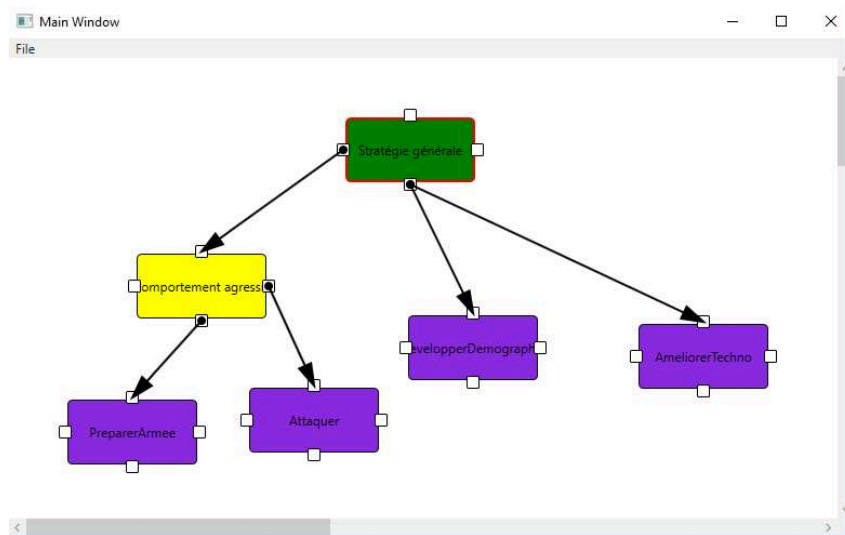 Main Window
File
Stratégie générale
omportement agress
evelopperDemograph
AmeliorerTechno
Attaquer
PreparerArmee